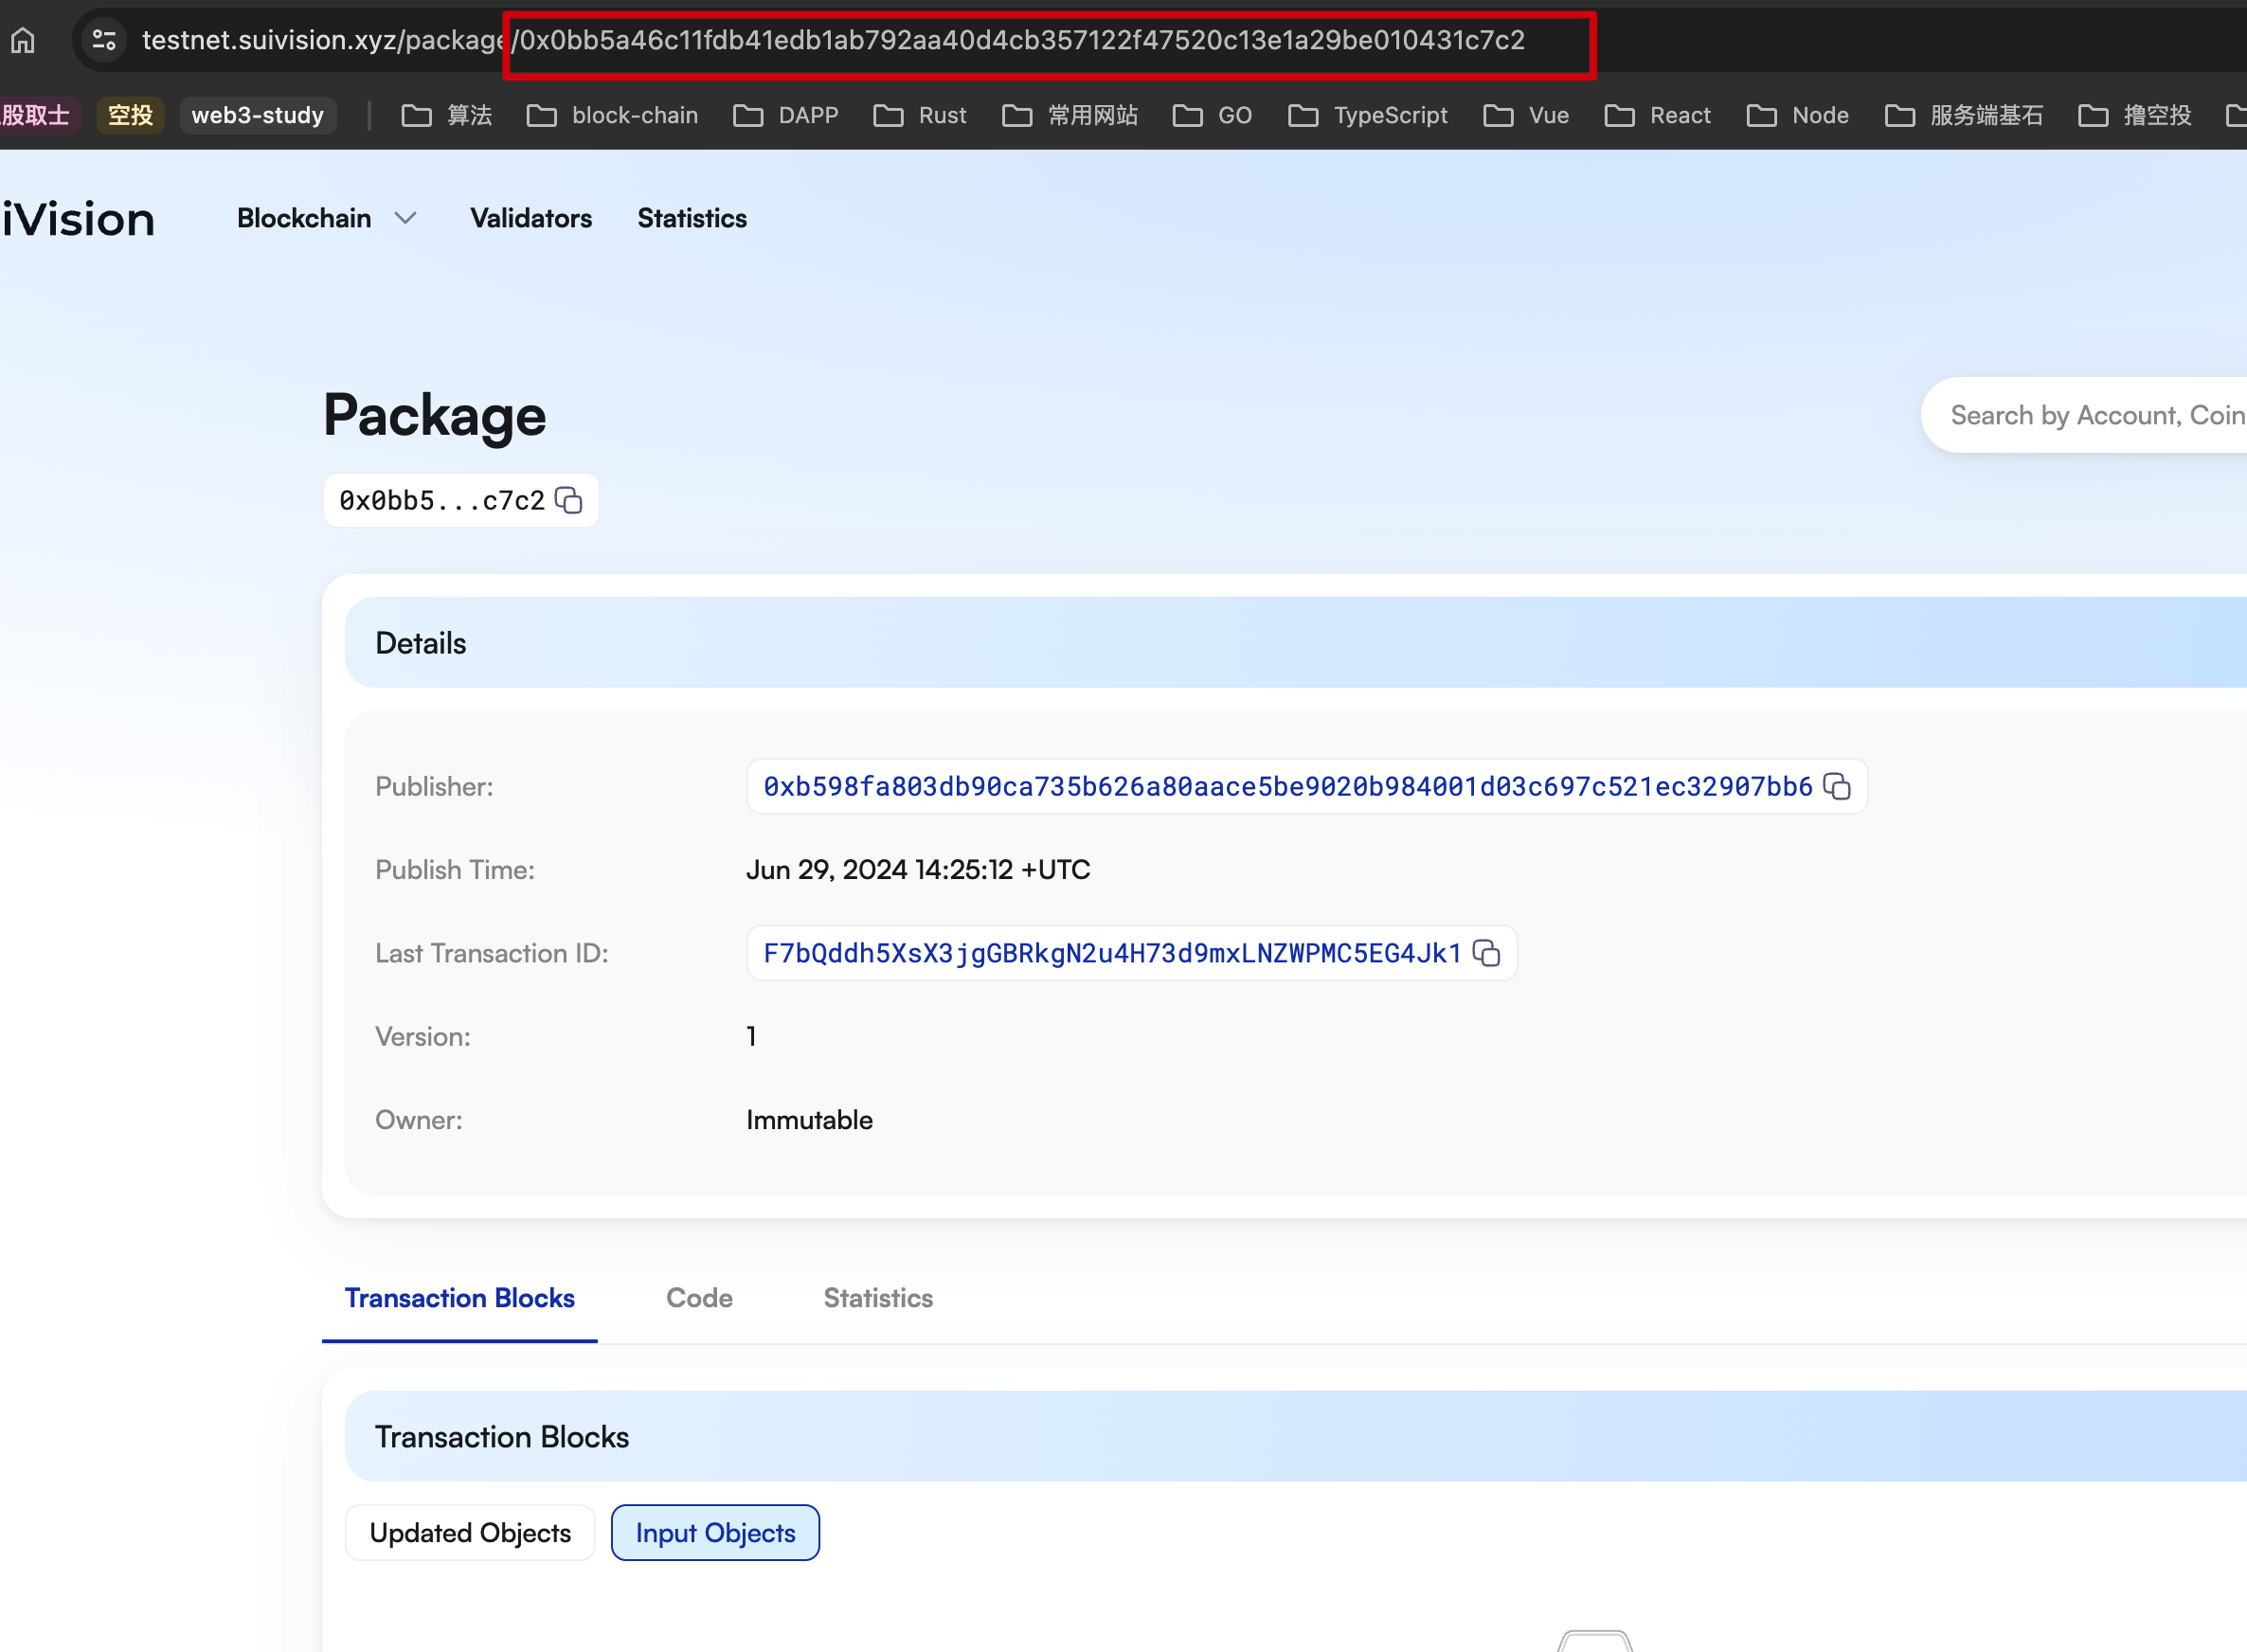 testnet.suivision.xyz/package/0x0bb5a46c11fdb41edb1ab792aa40d4cb357122f47520c13e1a29be010431c7c2
股取士 空投 web3-study 算法 block-chain DAPP Rust 常用网站 GO TypeScript Vue React Node 服务端基石 撸空投
iVision Blockchain Validators Statistics
Package
Search by Account, Coin
0x0bb5...c7c2
Details
Publisher: 0xb598fa803db90ca735b626a80aace5be9020b984001d03c697c521ec32907bb6
Publish Time: Jun 29, 2024 14:25:12 +UTC
Last Transaction ID: F7bQddh5XsX3jgGBRkgN2u4H73d9mxLNZWPMC5EG4Jk1
Version: 1
Owner: Immutable
Transaction Blocks Code Statistics
Transaction Blocks
Updated Objects Input Objects